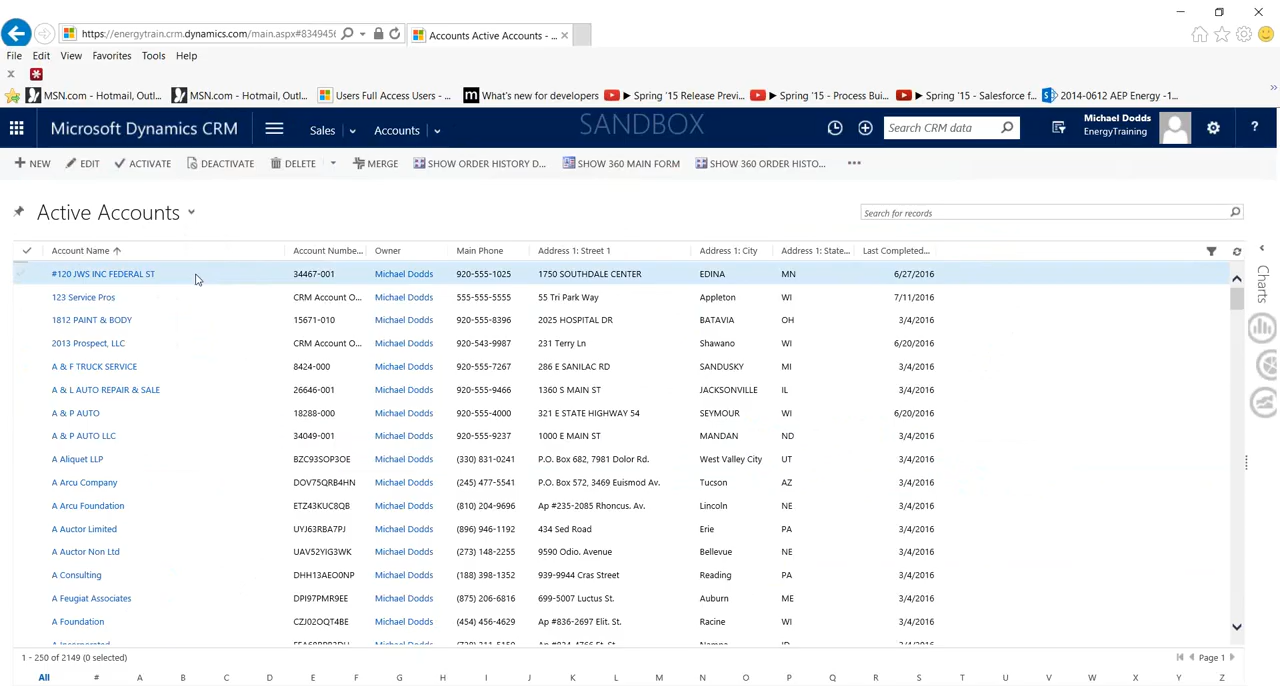 https://energytrain.crm.dynamics.com/main.aspx#8349456 Accounts Active Accounts - ...
File Edit View Favorites Tools Help
x
MSN.com - Hotmail, Outl... MSN.com - Hotmail, Outl... Users Full Access Users - ... What's new for developers ▶ Spring '15 Release Previ... ▶ Spring '15 - Process Bui... ▶ Spring '15 - Salesforce f... 2014-0612 AEP Energy -1...
Microsoft Dynamics CRM Sales Accounts SANDBOX Search CRM data Michael Dodds
EnergyTraining ?
NEW EDIT ACTIVATE DEACTIVATE DELETE MERGE SHOW ORDER HISTORY D... SHOW 360 MAIN FORM SHOW 360 ORDER HISTO... •••
Active Accounts Search for records
Account Name Account Numbe... Owner Main Phone Address 1: Street 1 Address 1: City Address 1: State... Last Completed... Charts
#120 JWS INC FEDERAL ST 34467-001 Michael Dodds 920-555-1025 1750 SOUTHDALE CENTER EDINA MN 6/27/2016
123 Service Pros CRM Account O... Michael Dodds 555-555-5555 55 Tri Park Way Appleton WI 7/11/2016
1812 PAINT & BODY 15671-010 Michael Dodds 920-555-8396 2025 HOSPITAL DR BATAVIA OH 3/4/2016
2013 Prospect, LLC CRM Account O... Michael Dodds 920-543-9987 231 Terry Ln Shawano WI 6/20/2016
A & F TRUCK SERVICE 8424-000 Michael Dodds 920-555-7267 286 E SANILAC RD SANDUSKY MI 3/4/2016
A & L AUTO REPAIR & SALE 26646-001 Michael Dodds 920-555-9466 1360 S MAIN ST JACKSONVILLE IL 3/4/2016
A & P AUTO 18288-000 Michael Dodds 920-555-4000 321 E STATE HIGHWAY 54 SEYMOUR WI 6/20/2016
A & P AUTO LLC 34049-001 Michael Dodds 920-555-9237 1000 E MAIN ST MANDAN ND 3/4/2016
A Aliquet LLP BZC93SOP3OE Michael Dodds (330) 831-0241 P.O. Box 682, 7981 Dolor Rd. West Valley City UT 3/4/2016
A Arcu Company DOV75QRB4HN Michael Dodds (245) 477-5541 P.O. Box 572, 3469 Euismod Av. Tucson AZ 3/4/2016
A Arcu Foundation ETZ43KUC8QB Michael Dodds (810) 204-9696 Ap #235-2085 Rhoncus. Av. Lincoln NE 3/4/2016
A Auctor Limited UYJ63RBA7PJ Michael Dodds (896) 946-1192 434 Sed Road Erie PA 3/4/2016
A Auctor Non Ltd UAV52YIG3WK Michael Dodds (273) 148-2255 9590 Odio. Avenue Bellevue NE 3/4/2016
A Consulting DHH13AEO0NP Michael Dodds (188) 398-1352 939-9944 Cras Street Reading PA 3/4/2016
A Feugiat Associates DPI97PMR9EE Michael Dodds (875) 206-6816 699-5007 Luctus St. Auburn ME 3/4/2016
A Foundation CZJ02OQT4BE Michael Dodds (454) 456-4629 Ap #836-2697 Elit. St. Racine WI 3/4/2016
1 - 250 of 2149 (0 selected) Page 1
All # A B C D E F G H I J K L M N O P Q R S T U V W X Y Z